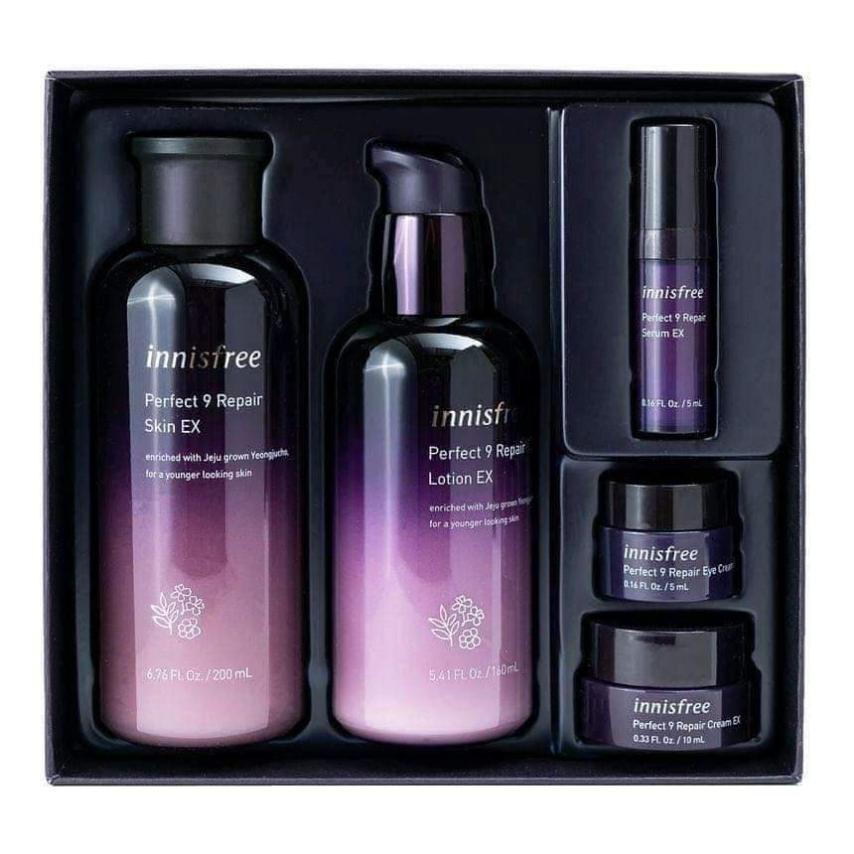 innisfree
Perfect 9 Repair
Skin EX
enriched with Jeju grown Yeongjucho,
for a younger looking skin
6.76 FL Oz. / 200 mL
innisfr
Perfect 9 Repair
Lotion EX
enriched with Jeju grown Yeongjucho
for a younger looking skin
5.41 FL Oz. / 160 mL
innisfree
Perfect 9 Repair
Serum EX
0.16 FL Oz. / 5 mL
innisfree
Perfect 9 Repair Eye Cream
0.16 FL Oz. / 5 mL
innisfree
Perfect 9 Repair Cream EX
0.33 FL Oz. / 10 mL